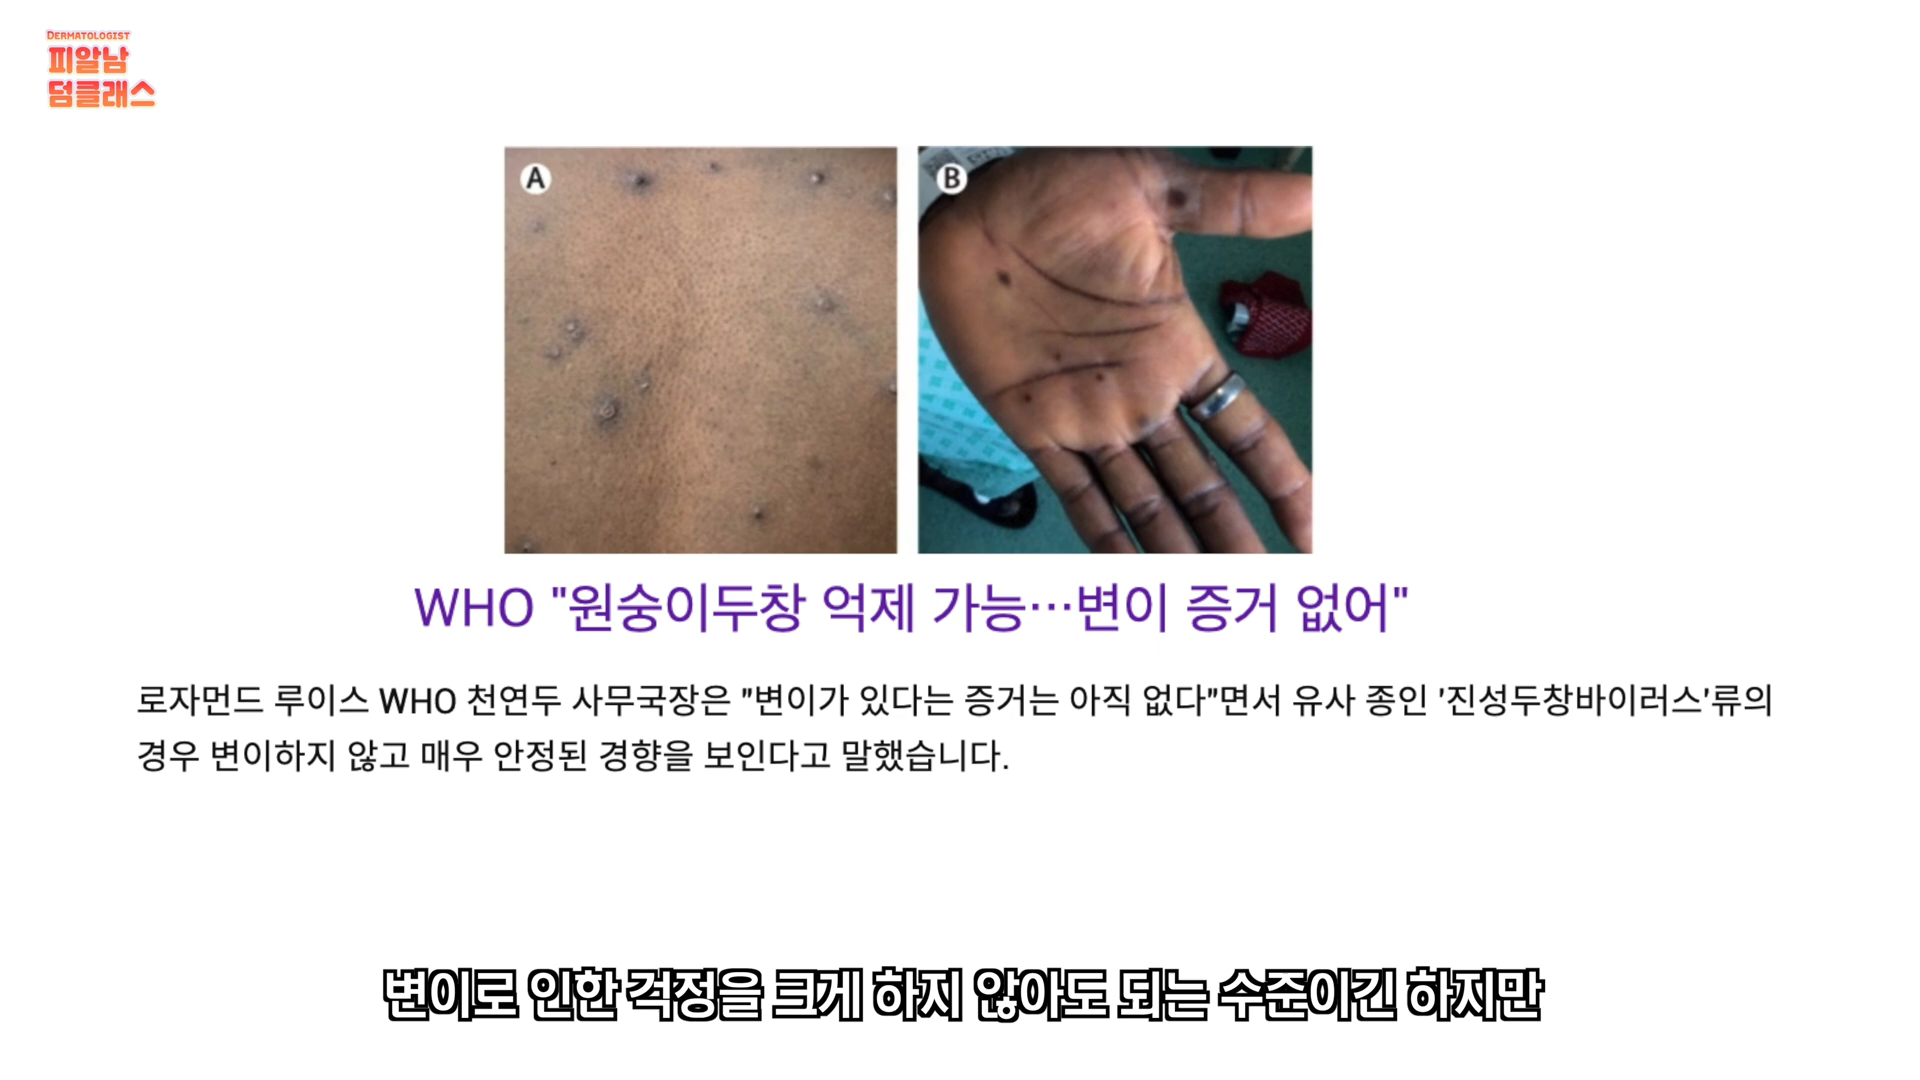 DERMATOLOGIST
피알남
덤클래스
A
B
WHO "원숭이두창 억제 가능…변이 증거 없어"
로자먼드 루이스 WHO 천연두 사무국장은 "변이가 있다는 증거는 아직 없다"면서 유사 종인 '진성두창바이러스'류의
경우 변이하지 않고 매우 안정된 경향을 보인다고 말했습니다.
변이로 인한 걱정을 크게 하지 않아도 되는 수준이긴 하지만